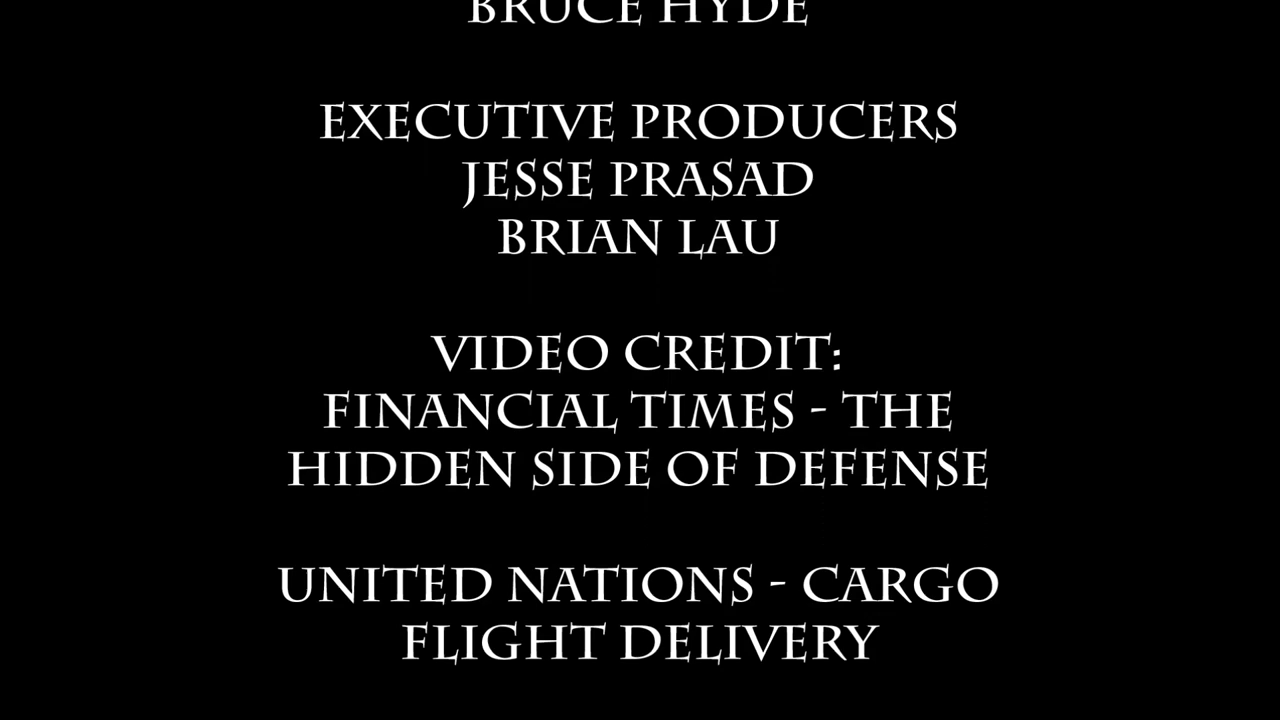 BRUCE HYDE
EXECUTIVE PRODUCERS
JESSE PRASAD
BRIAN LAU
VIDEO CREDIT:
FINANCIAL TIMES - THE
HIDDEN SIDE OF DEFENSE
UNITED NATIONS - CARGO
FLIGHT DELIVERY